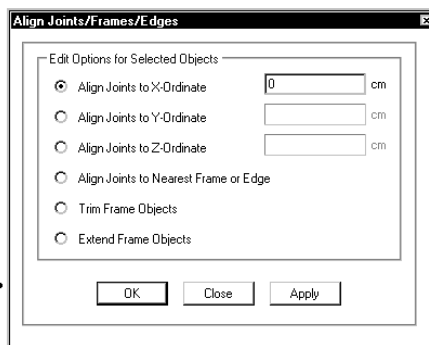 Align Joints/Frames/Edges
Edit Options for Selected Objects
Align Joints to X-Ordinate 0 cm
Align Joints to Y-Ordinate cm
Align Joints to Z-Ordinate cm
Align Joints to Nearest Frame or Edge
Trim Frame Objects
Extend Frame Objects
OK Close Apply